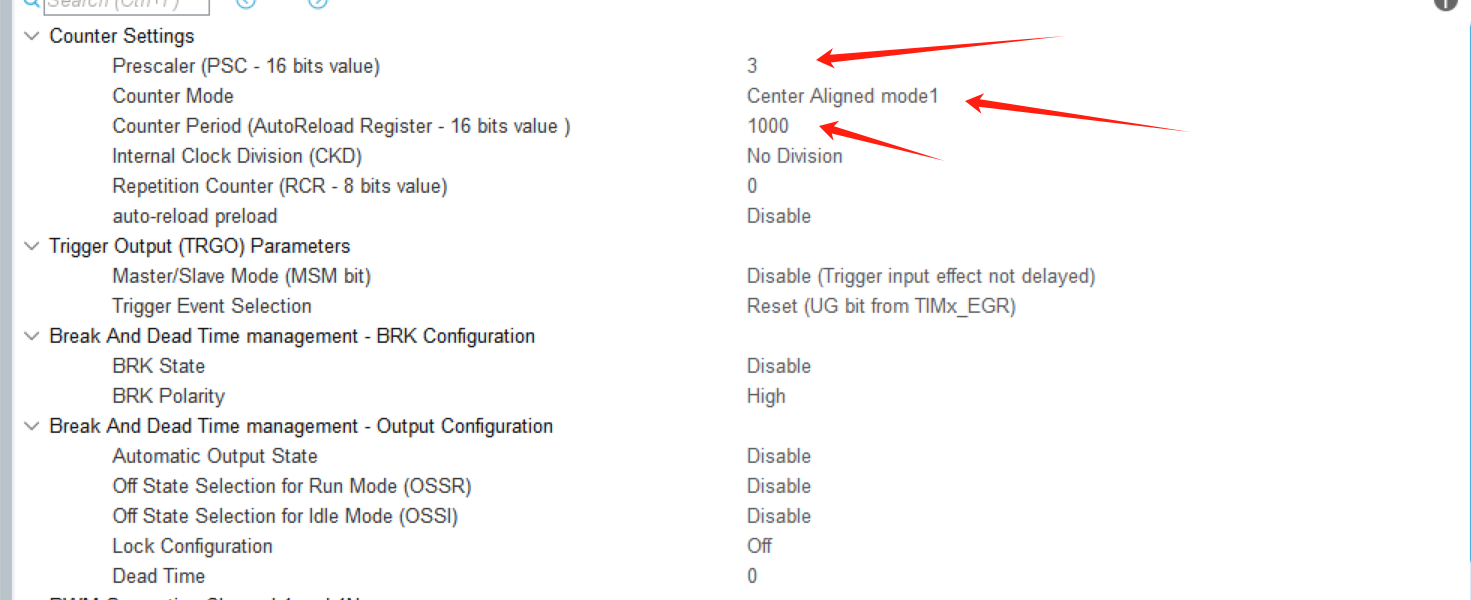 Search (Ctrl+F)
Counter Settings
Prescaler (PSC - 16 bits value) 3
Counter Mode Center Aligned mode1
Counter Period (AutoReload Register - 16 bits value ) 1000
Internal Clock Division (CKD) No Division
Repetition Counter (RCR - 8 bits value) 0
auto-reload preload Disable
Trigger Output (TRGO) Parameters
Master/Slave Mode (MSM bit) Disable (Trigger input effect not delayed)
Trigger Event Selection Reset (UG bit from TIMx_EGR)
Break And Dead Time management - BRK Configuration
BRK State Disable
BRK Polarity High
Break And Dead Time management - Output Configuration
Automatic Output State Disable
Off State Selection for Run Mode (OSSR) Disable
Off State Selection for Idle Mode (OSSI) Disable
Lock Configuration Off
Dead Time 0